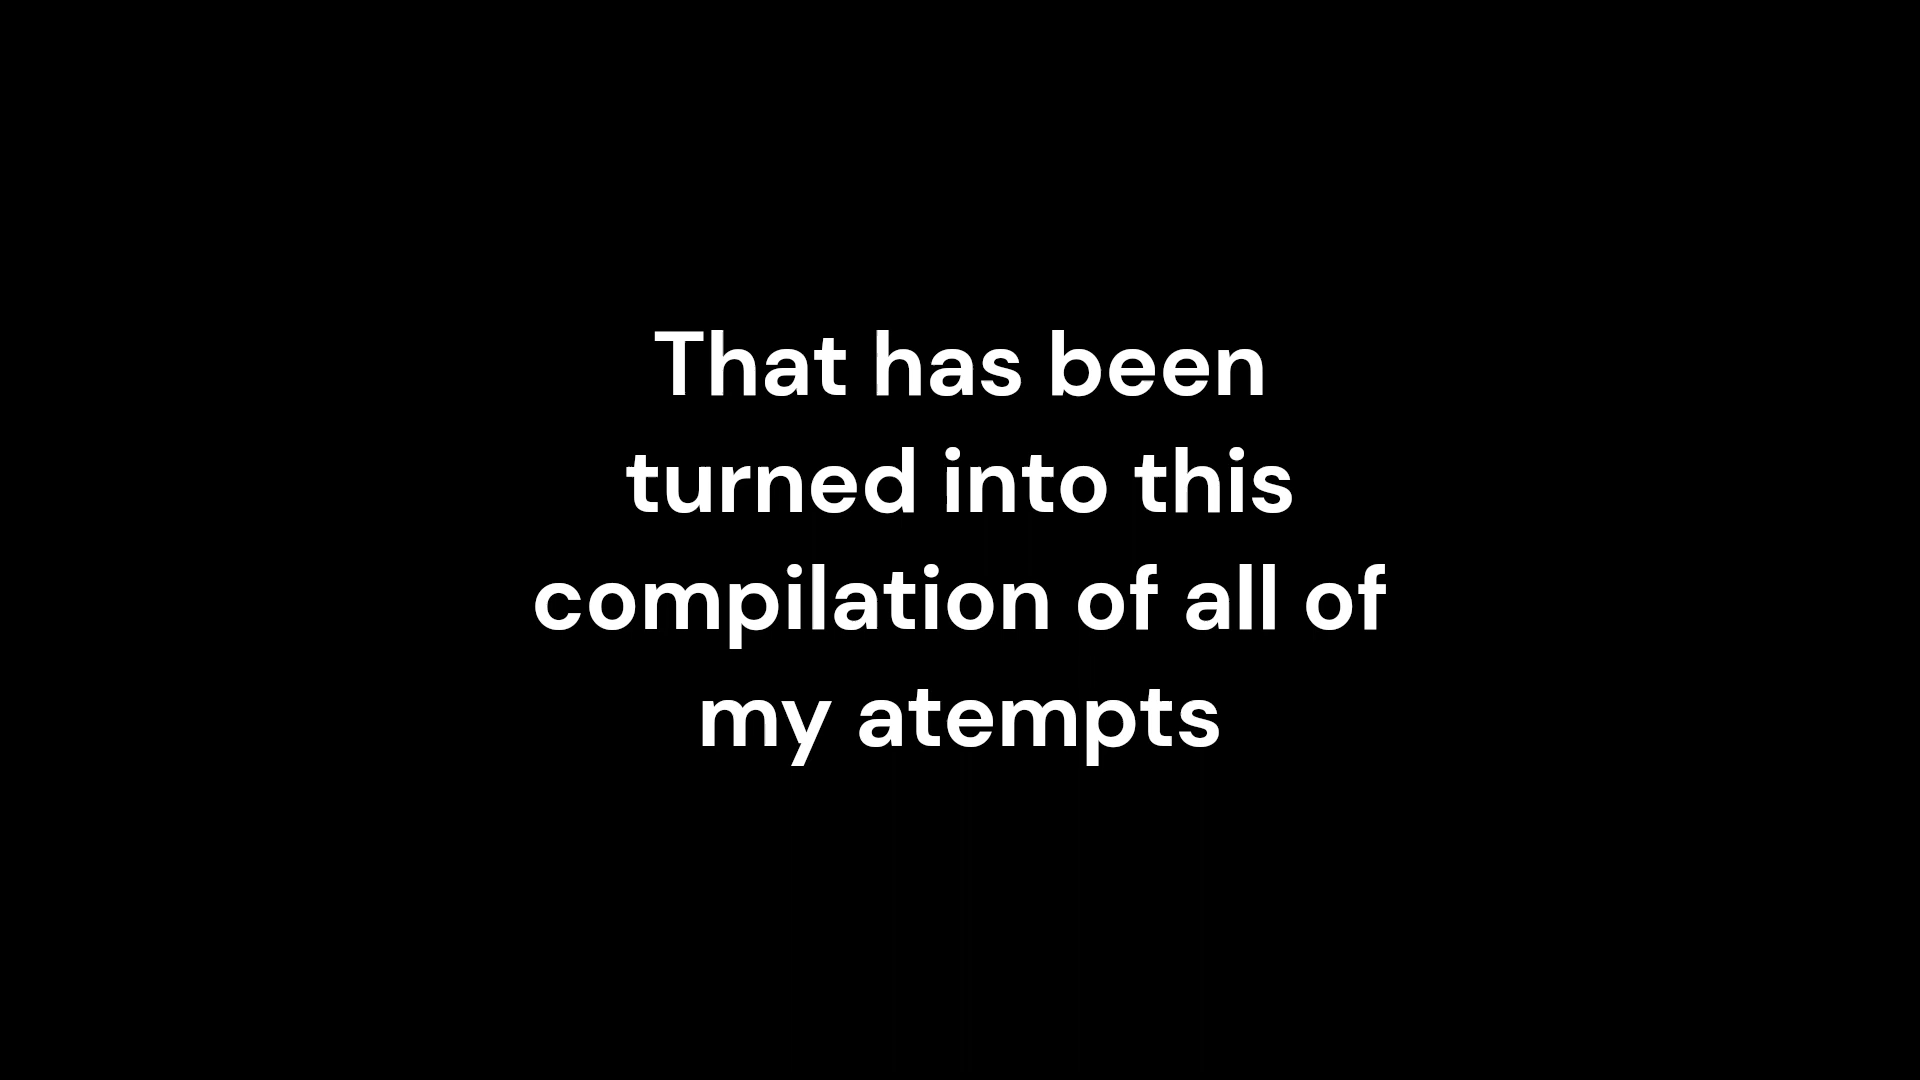 That has been
turned into this
compilation of all of
my atempts